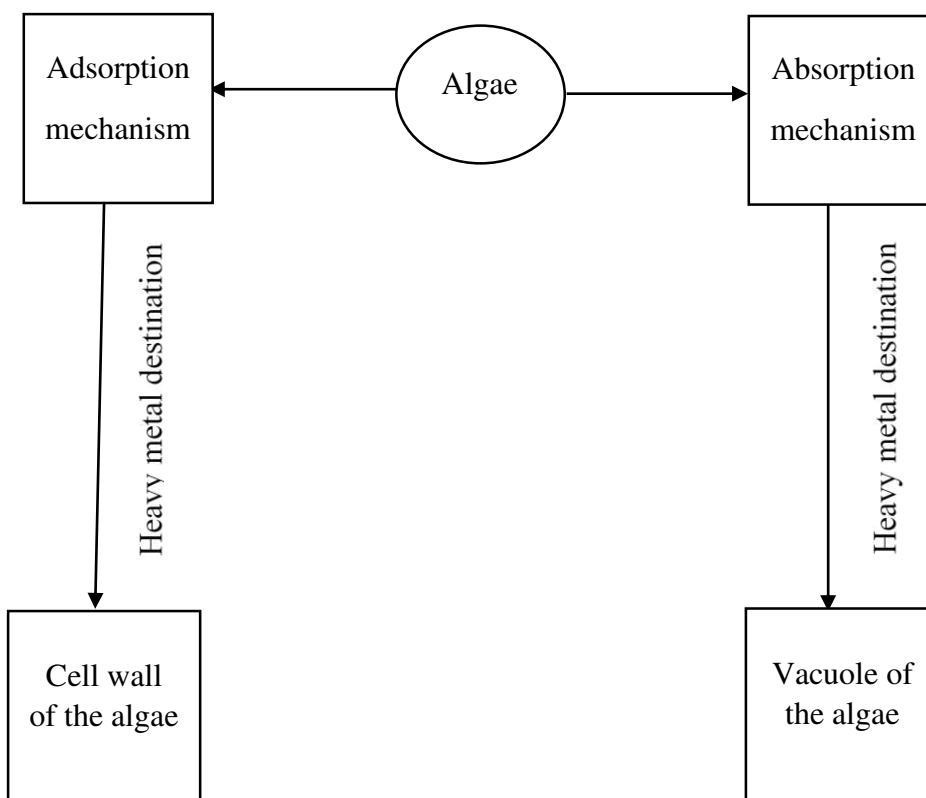 Adsorption
mechanism
Algae
Absorption
mechanism
Heavy metal destination
Heavy metal destination
Cell wall
of the algae
Vacuole of
the algae